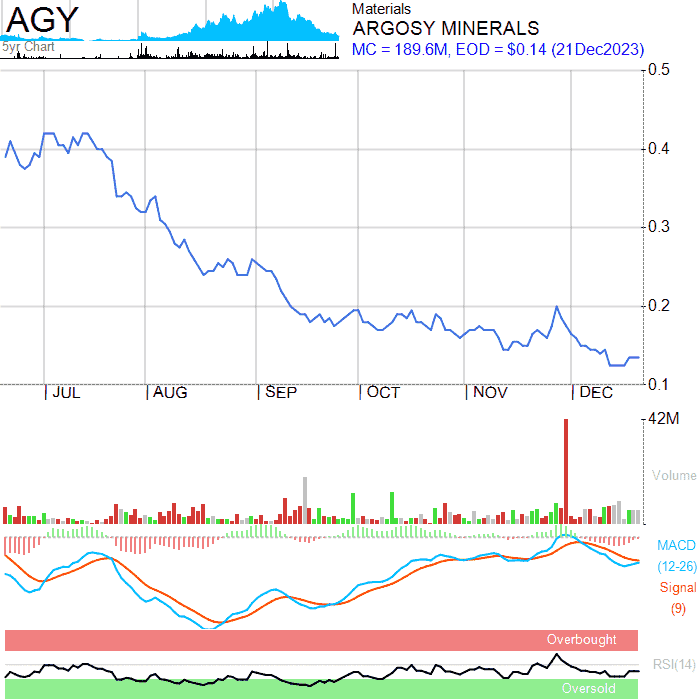 AGY
5yr Chart
Materials
ARGOSY MINERALS
MC = 189.6M, EOD = $0.14 (21Dec2023)
0.5
0.4
0.3
0.2
0.1
JUL AUG SEP OCT NOV DEC
42M
Volume
MACD
(12-26)
Signal
(9)
Overbought
RSI(14)
Oversold